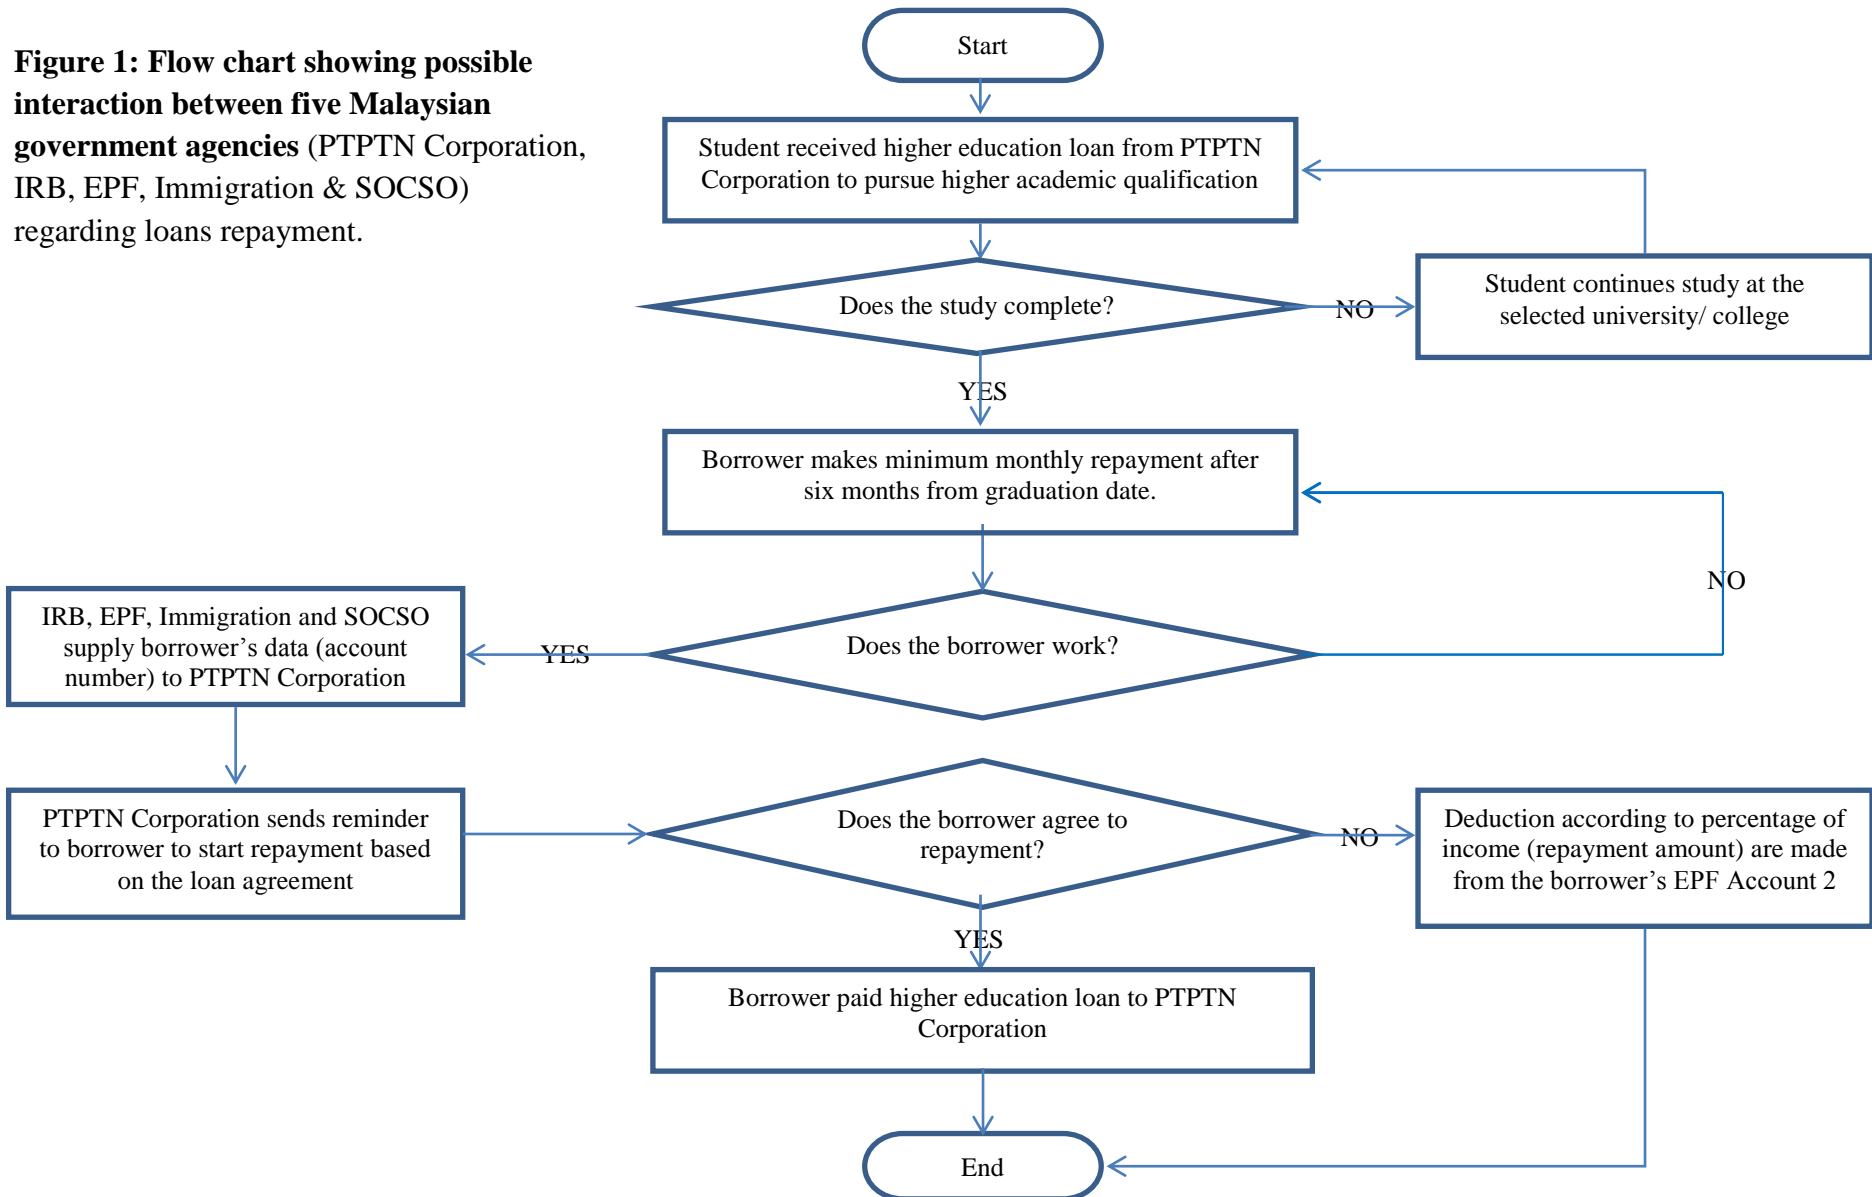 Figure 1: Flow chart showing possible
interaction between five Malaysian
government agencies (PTPTN Corporation,
IRB, EPF, Immigration & SOCSO)
regarding loans repayment.
Start
Student received higher education loan from PTPTN
Corporation to pursue higher academic qualification
Does the study complete?
NO
Student continues study at the
selected university/ college
YES
Borrower makes minimum monthly repayment after
six months from graduation date.
NO
Does the borrower work?
YES
IRB, EPF, Immigration and SOCSO
supply borrower’s data (account
number) to PTPTN Corporation
PTPTN Corporation sends reminder
to borrower to start repayment based
on the loan agreement
Does the borrower agree to
repayment?
NO
Deduction according to percentage of
income (repayment amount) are made
from the borrower’s EPF Account 2
YES
Borrower paid higher education loan to PTPTN
Corporation
End